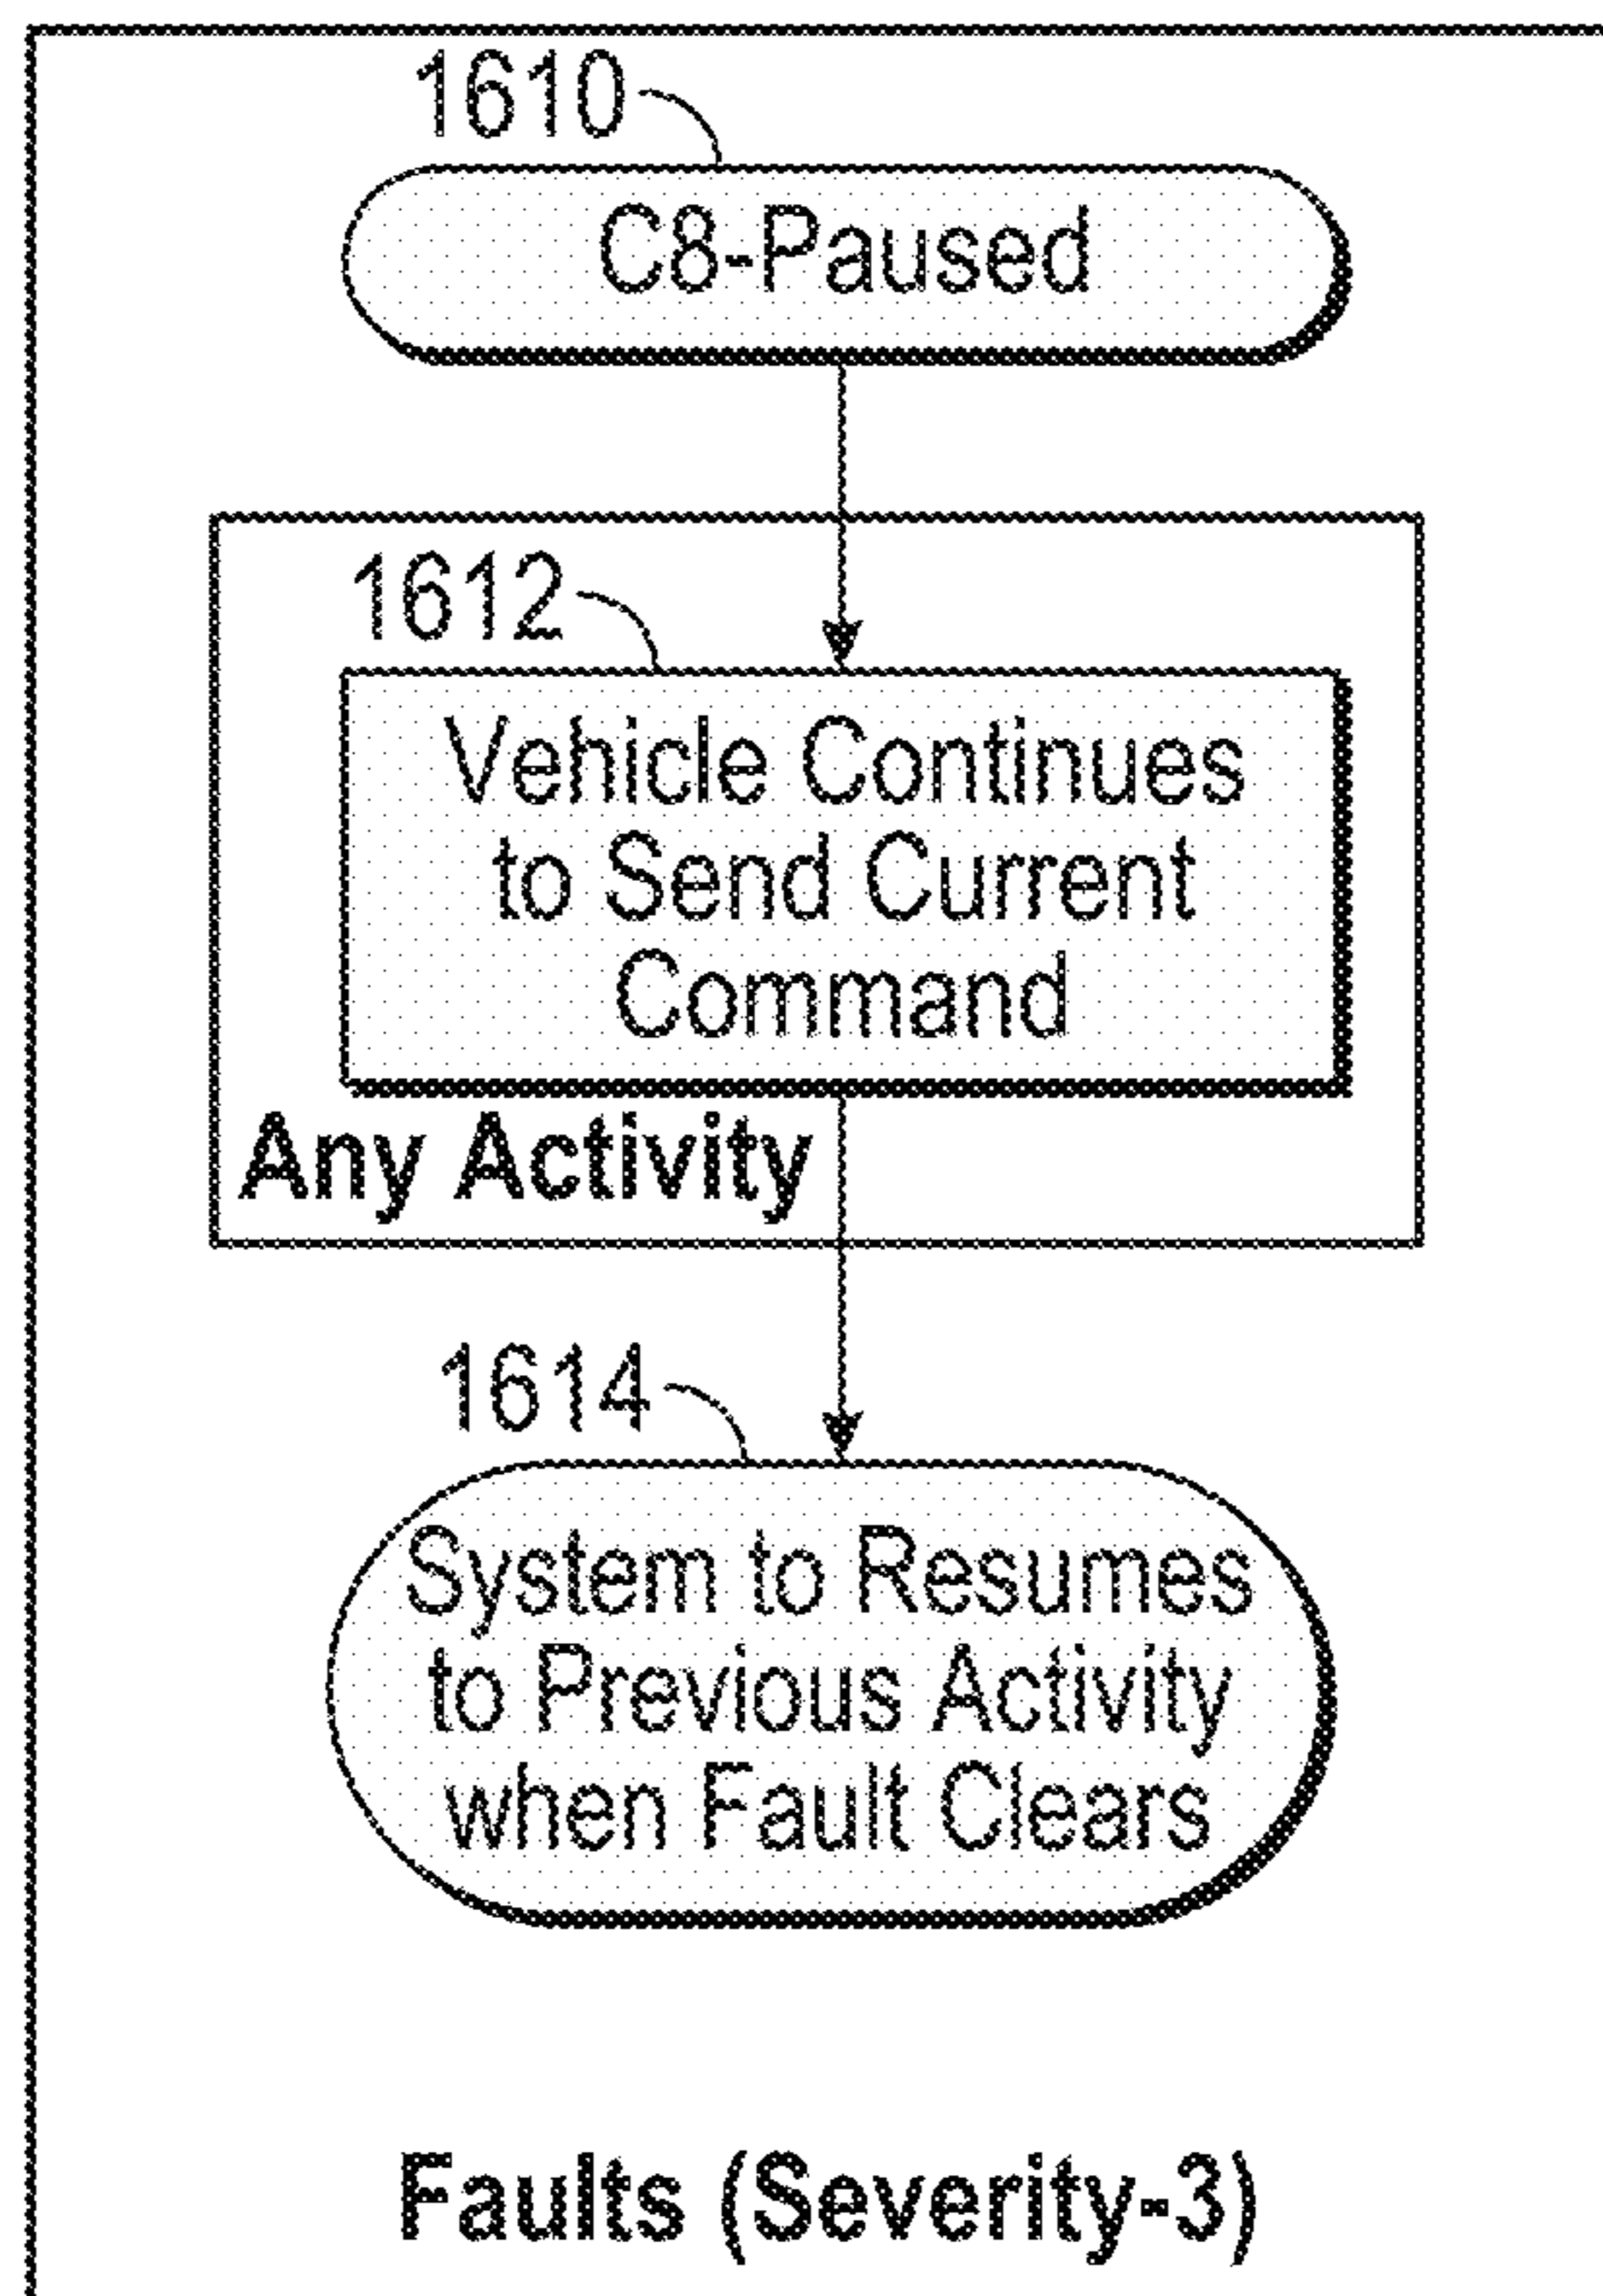 1610
C8-Paused
1612
Vehicle Continues
to Send Current
Command
Any Activity
1614
System to Resumes
to Previous Activity
when Fault Clears
Faults (Severity-3)